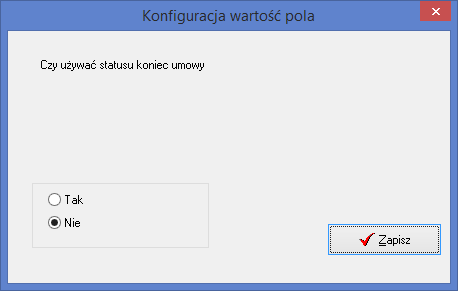 Konfiguracja wartość pola
Czy używać statusu koniec umowy
Tak
Nie
Zapisz